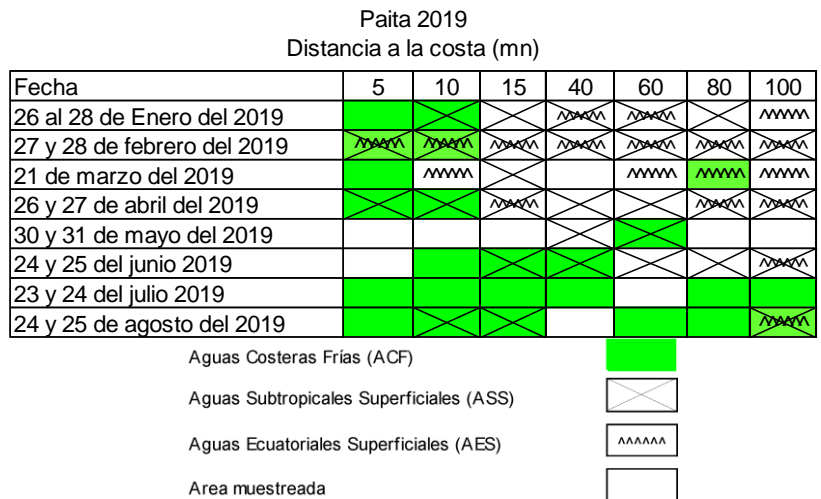 Paita 2019
Distancia a la costa (mn)
Fecha 5 10 15 40 60 80 100
26 al 28 de Enero del 2019
27 y 28 de febrero del 2019
21 de marzo del 2019
26 y 27 de abril del 2019
30 y 31 de mayo del 2019
24 y 25 del junio 2019
23 y 24 del julio 2019
24 y 25 de agosto del 2019
Aguas Costeras Frías (ACF)
Aguas Subtropicales Superficiales (ASS)
Aguas Ecuatoriales Superficiales (AES)
Area muestreada